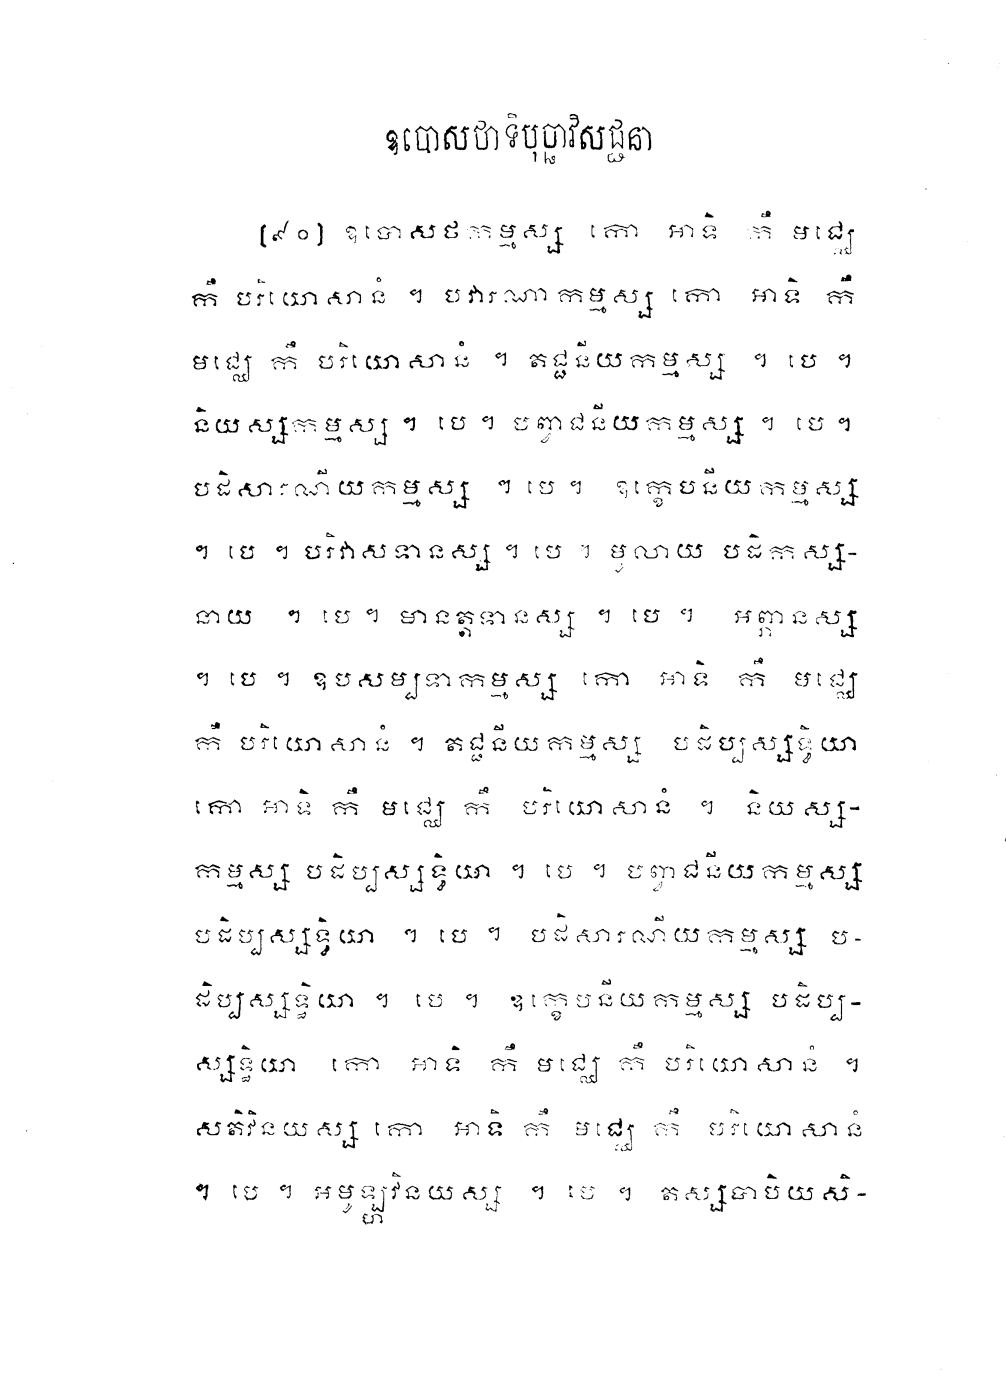 ឧបោសថាទិបុច្ឆាវិសជ្ជនា
[៩០] ឧបោសថកម្មស្ស កោ អាទិ កឹ មជ្ឈេ
កឹ បរិយោសានំ ។ បវារណាកម្មស្ស កោ អាទិ កឹ
មជ្ឈេ កឹ បរិយោសានំ ។ តជ្ជនីយកម្មស្ស ។ បេ ។
និយស្សកម្មស្ស ។ បេ ។ បញ្វជនីយកម្មស្ស ។ បេ ។
បដិសារណីយកម្មស្ស ។ បេ ។ ឧក្ខេបនីយកម្មស្ស
។ បេ ។ បរិវាសទានស្ស ។ បេ ។ មូលាយ បដិកស្ស-
នាយ ។ បេ ។ មានត្តទានស្ស ។ បេ ។ អញ្ភានស្ស
។ បេ ។ ឧបសម្បទាកម្មស្ស កោ អាទិ កឹ មជ្ឈេ
កឹ បរិយោសានំ ។ តជ្ជនីយកម្មស្ស បដិប្បស្សទ្ធិយា
កោ អាទិ កឹ មជ្ឈេ កឹ បរិយោសានំ ។ និយស្ស-
កម្មស្ស បដិប្បស្សទ្ធិយា ។ បេ ។ បញ្វជនីយកម្មស្ស
បដិប្បស្សទ្ធិយា ។ បេ ។ បដិសារណីយកម្មស្ស ប-
ដិប្បស្សទ្ធិយា ។ បេ ។ ឧក្ខេបនីយកម្មស្ស បដិប្ប-
ស្សទ្ធិយា កោ អាទិ កឹ មជ្ឈេ កឹ បរិយោសានំ ។
សតិវិនយស្ស កោ អាទិ កឹ មជ្ឈេ កឹ បរិយោសានំ
។ បេ ។ អមូឡ្ហវិនយស្ស ។ បេ ។ តស្សបាបិយសិ-